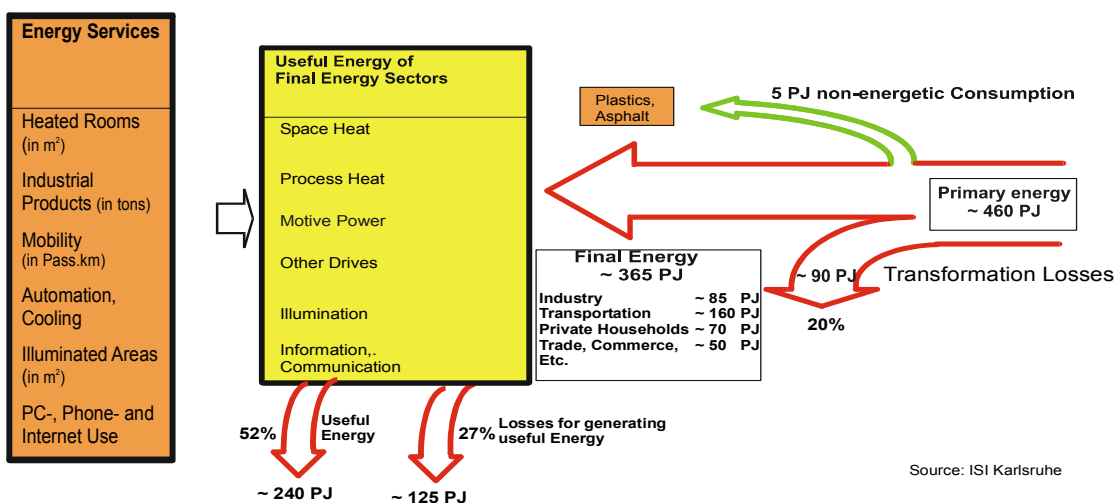 Energy Services
Heated Rooms
(in m²)
Industrial
Products (in tons)
Mobility
(in Pass.km)
Automation,
Cooling
Illuminated Areas
(in m²)
PC-, Phone- and
Internet Use
Useful Energy of
Final Energy Sectors
Space Heat
Process Heat
Motive Power
Other Drives
Illumination
Information,.
Communication
Plastics,
Asphalt
5 PJ non-energetic Consumption
Primary energy
~ 460 PJ
Final Energy
~ 365 PJ
Industry ~ 85 PJ
Transportation ~ 160 PJ
Private Households ~ 70 PJ
Trade, Commerce, ~ 50 PJ
Etc.
~ 90 PJ
Transformation Losses
20%
52%
Useful
Energy
~ 240 PJ
27%
Losses for generating
useful Energy
~ 125 PJ
Source: ISI Karlsruhe